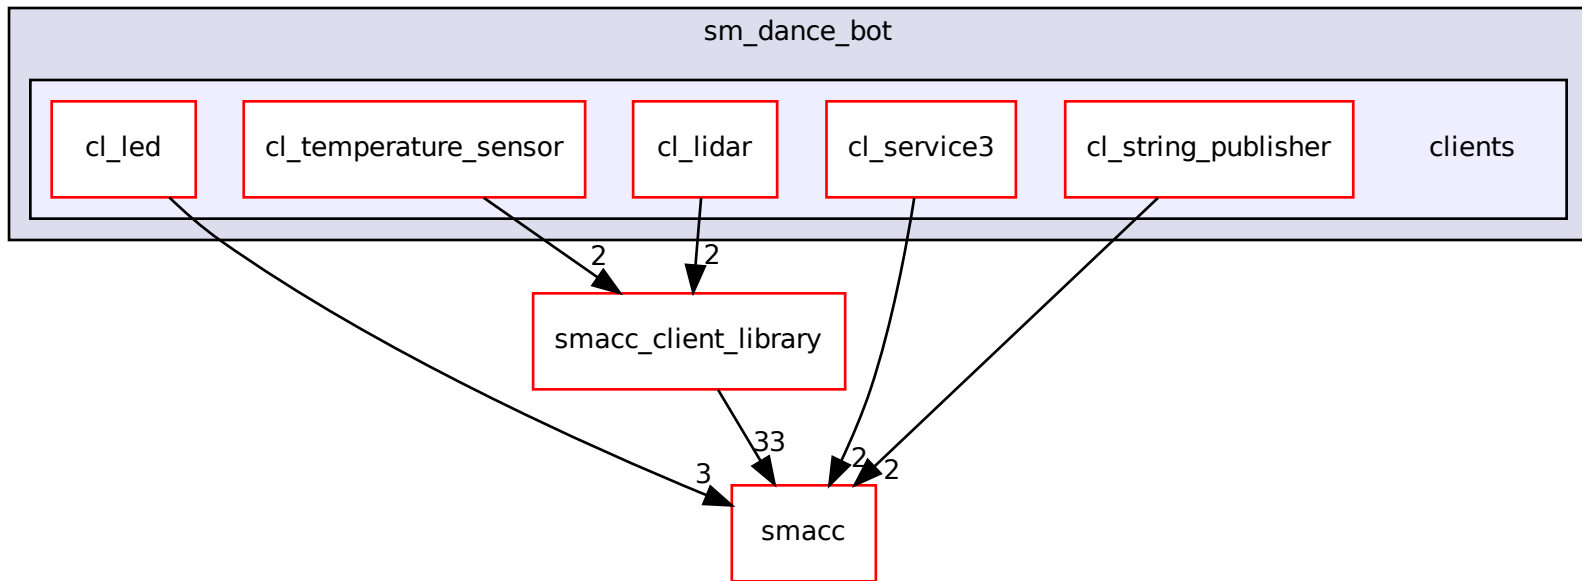 sm_dance_bot
cl_led
cl_temperature_sensor
cl_lidar
cl_service3
cl_string_publisher
clients
2
2
smacc_client_library
33
3
2
2
smacc